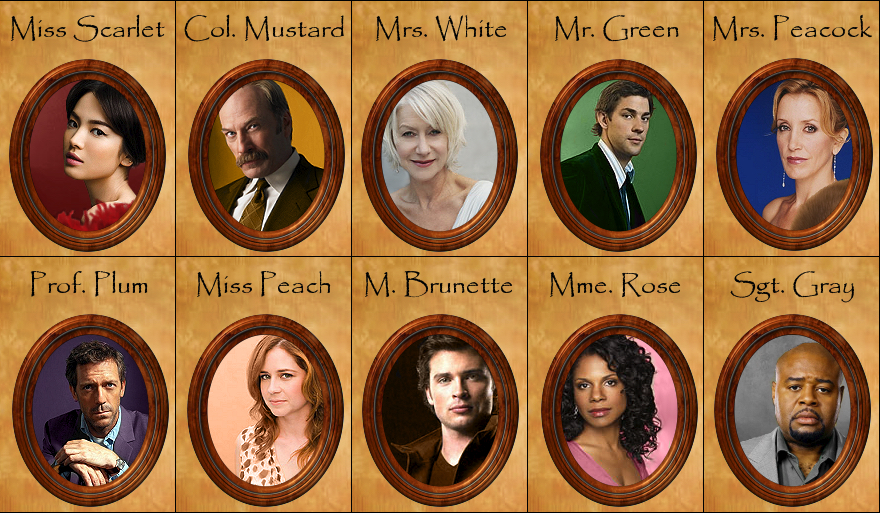 Miss Scarlet
Col. Mustard
Mrs. White
Mr. Green
Mrs. Peacock
Prof. Plum
Miss Peach
M. Brunette
Mme. Rose
Sgt. Gray